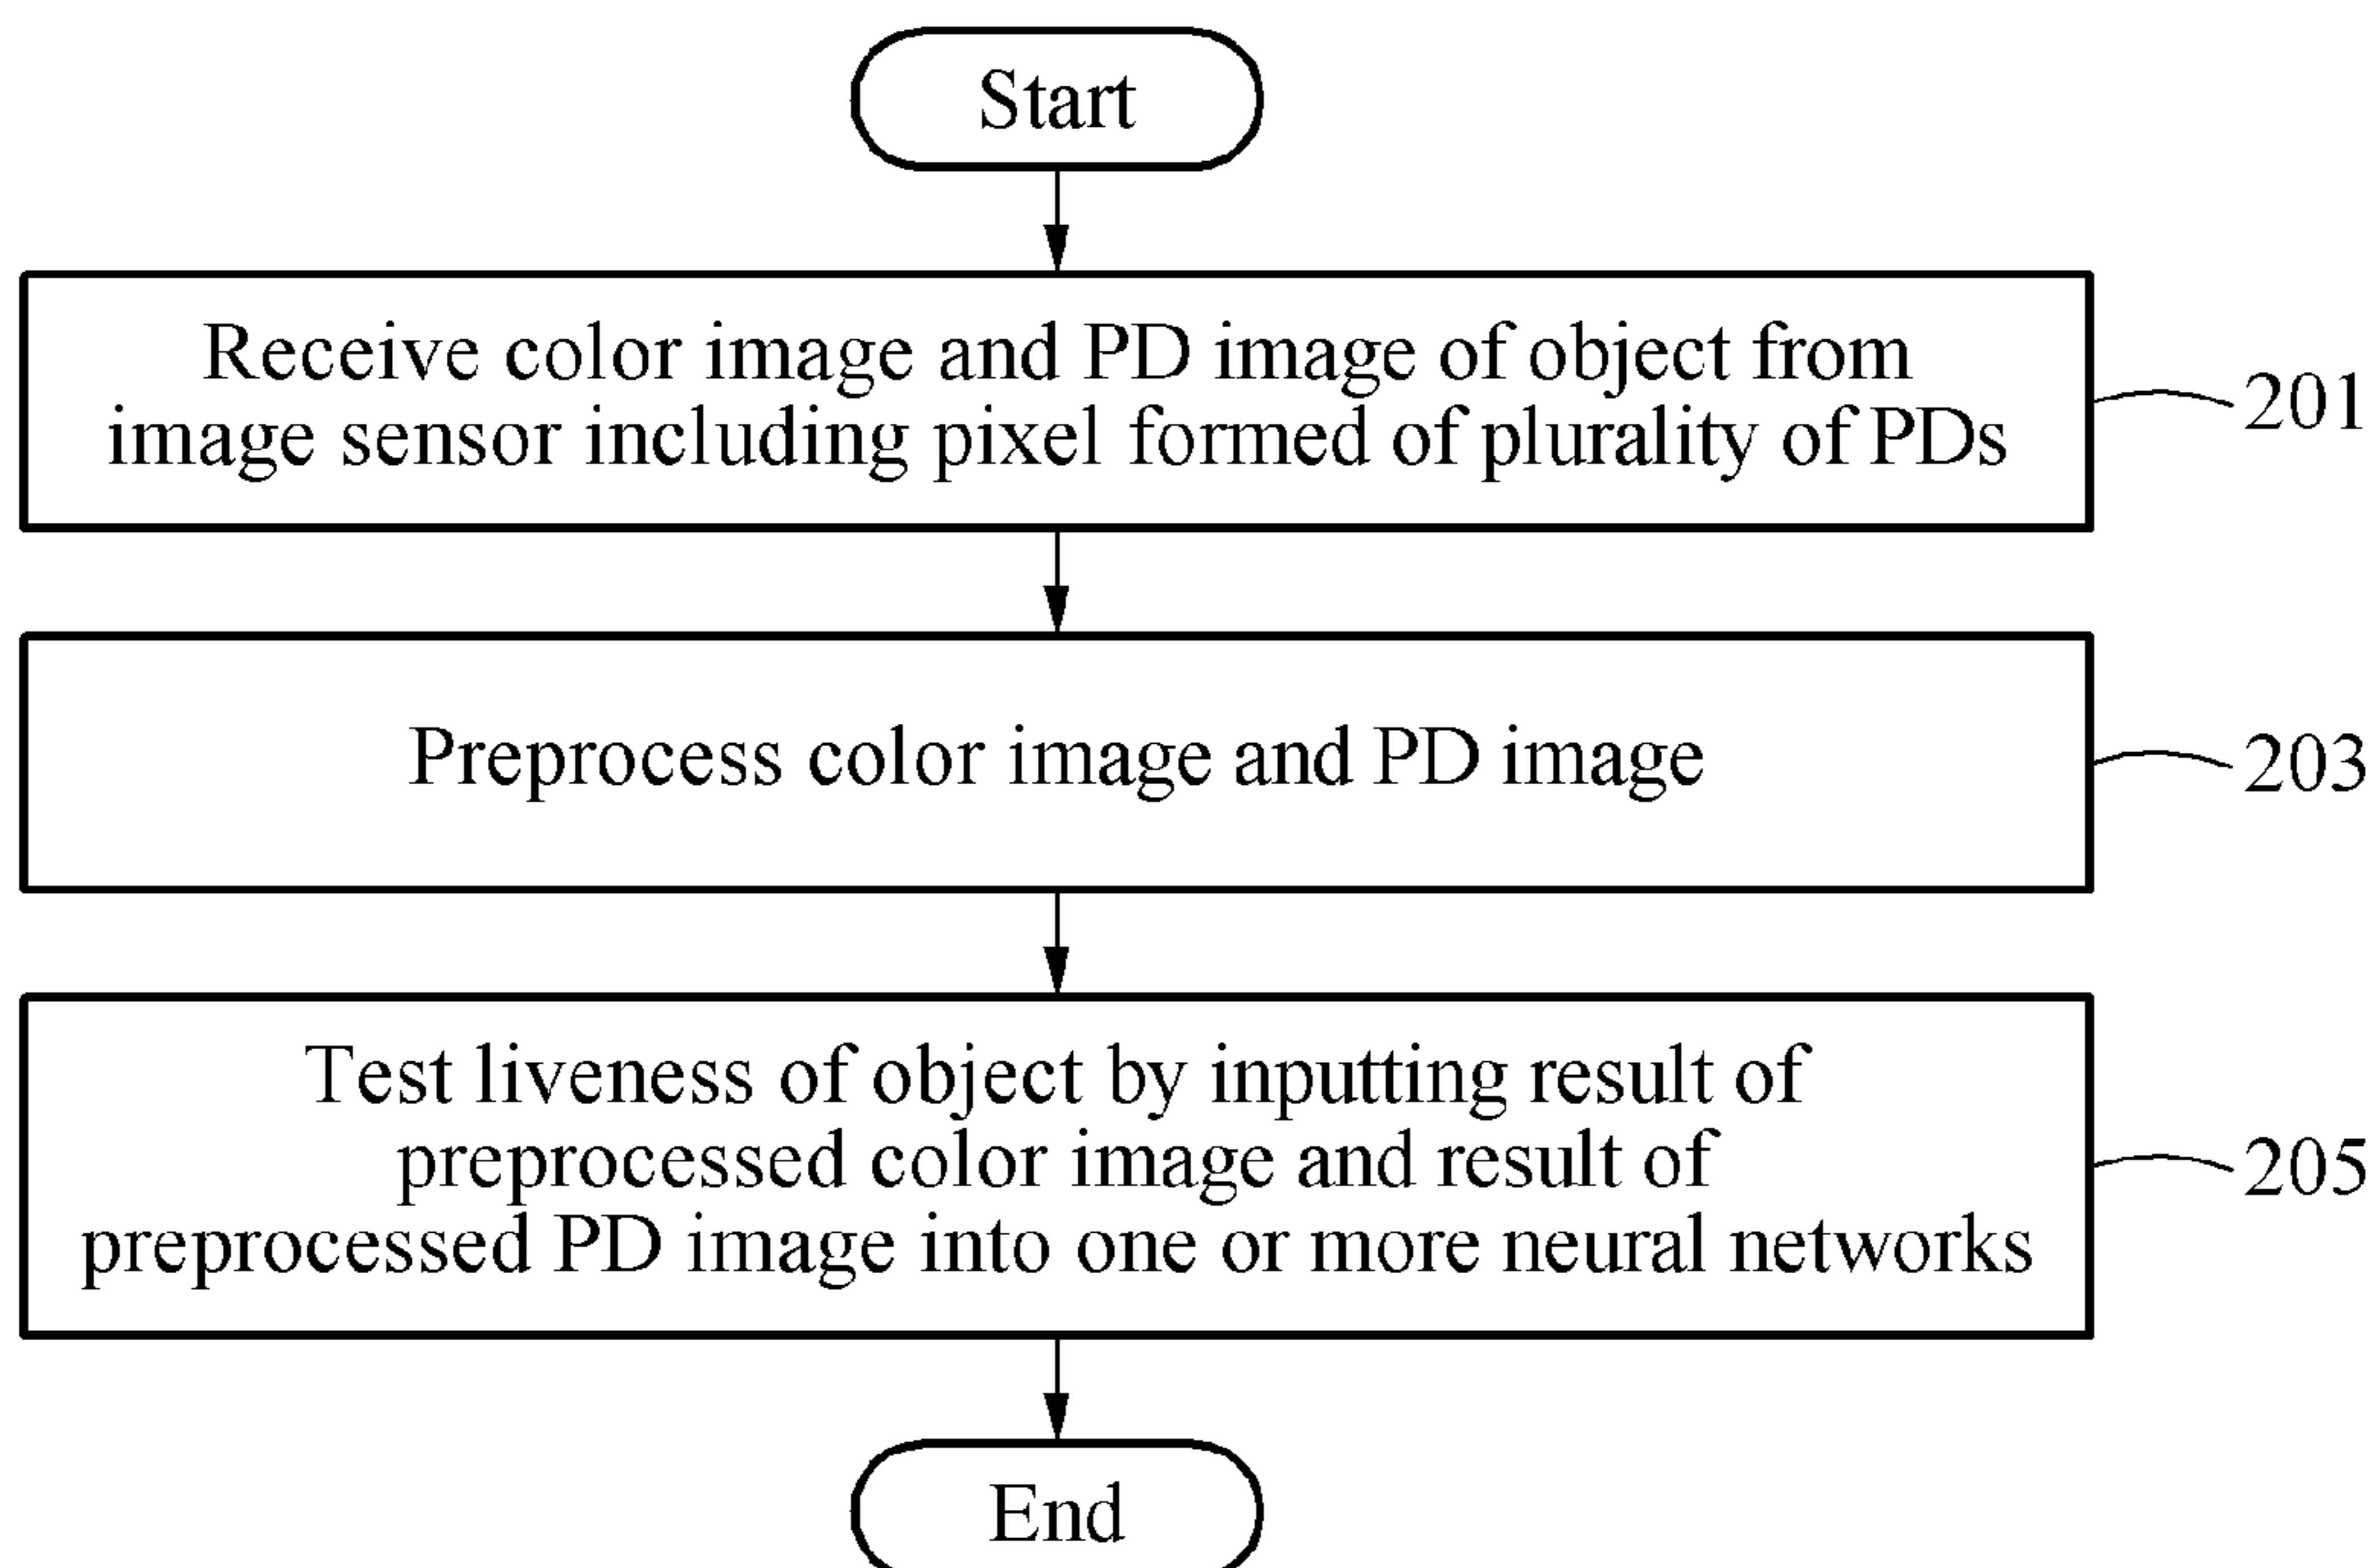 Start
Receive color image and PD image of object from
image sensor including pixel formed of plurality of PDs
201
Preprocess color image and PD image
203
Test liveness of object by inputting result of
preprocessed color image and result of
preprocessed PD image into one or more neural networks
205
End